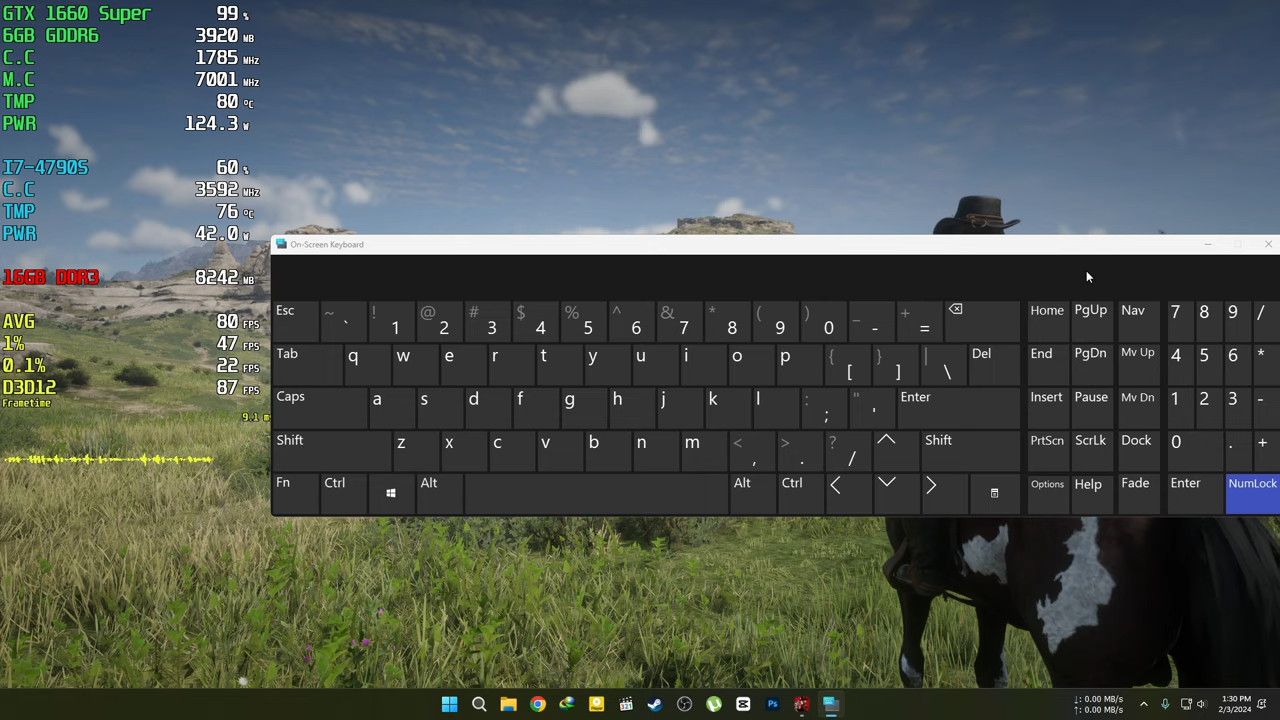 GTX 1660 Super 99 %
6GB GDDR6 3920 MB
C.C 1785 MHz
M.C 7001 MHz
TMP 80 °C
PWR 124.3 W
I7-4790S 60 %
C.C 3592 MHz
TMP 76 °C
PWR 42.0 W
16GB DDR3 8242 MB
AVG 80 FPS
1% 47 FPS
0.1% 22 FPS
D3D12 87 FPS
Frametime
9.1 m
On-Screen Keyboard
Esc ~ ` ! 1 @ 2 # 3 $ 4 % 5 ^ 6 & 7 * 8 ( 9 ) 0 _ - + = Home PgUp Nav 7 8 9 /
Tab q w e r t y u i o p { [ } ] | \ Del End PgDn Mv Up 4 5 6 *
Caps a s d f g h j k l : ; " ' Enter Insert Pause Mv Dn 1 2 3 -
Shift z x c v b n m < , > . ? / Shift PrtScn ScrLk Dock 0 . +
Fn Ctrl Alt Alt Ctrl Options Help Fade Enter NumLock
Ps
↓: 0.00 MB/s
↑: 0.00 MB/s
1:30 PM
2/3/2024